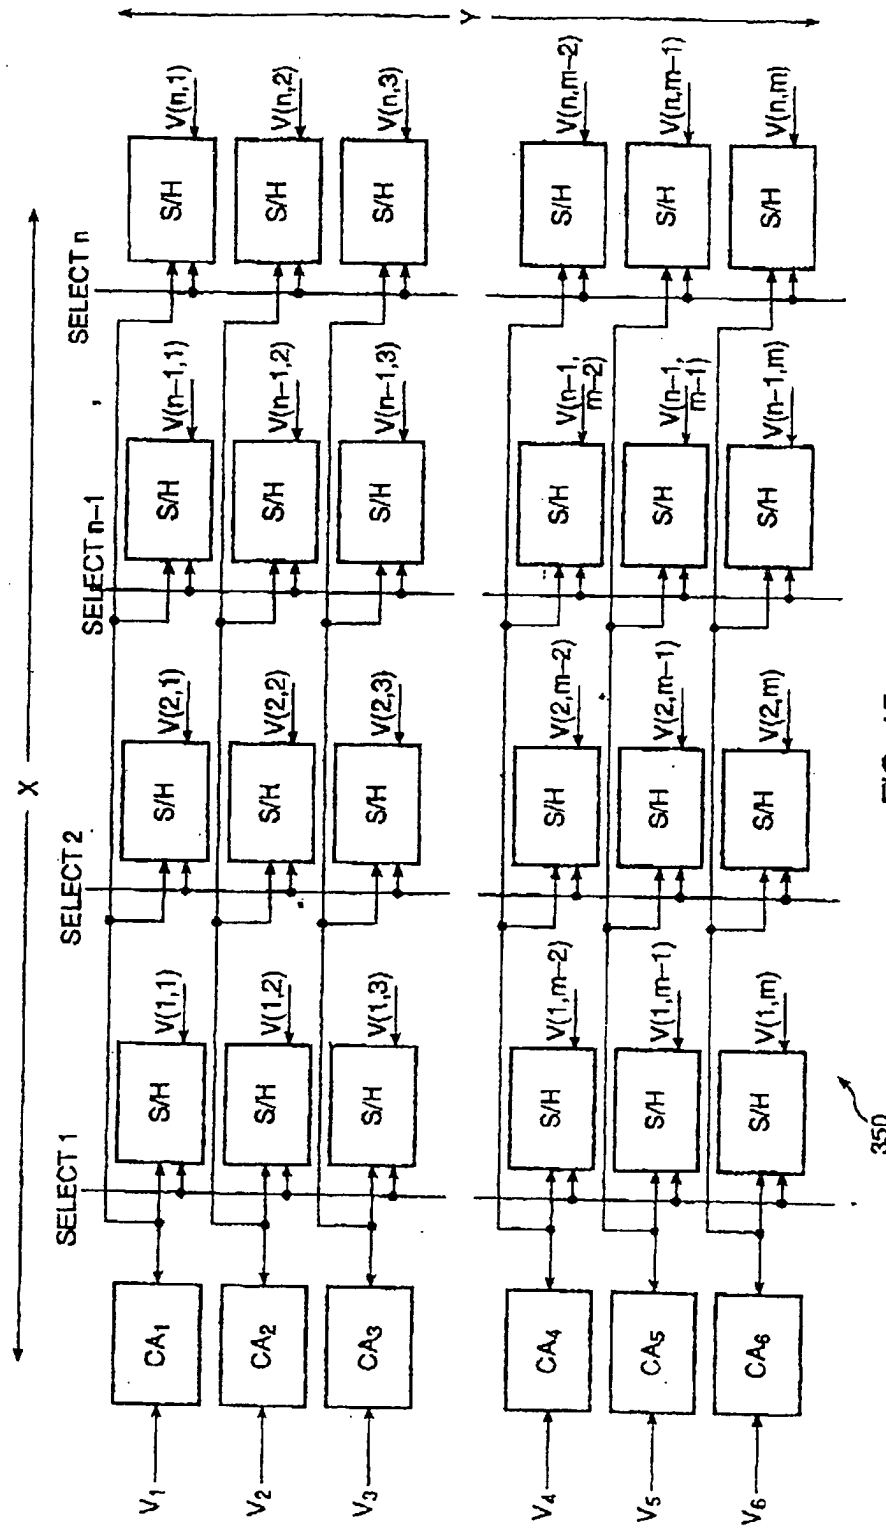 X
SELECT 1
SELECT 2
SELECT n-1
SELECT n
Y
V1
CA1
S/H
V(1,1)
S/H
V(2,1)
S/H
V(n-1,1)
S/H
V(n,1)
V2
CA2
S/H
V(1,2)
S/H
V(2,2)
S/H
V(n-1,2)
S/H
V(n,2)
V3
CA3
S/H
V(1,3)
S/H
V(2,3)
S/H
V(n-1,3)
S/H
V(n,3)
V4
CA4
S/H
V(1,m-2)
S/H
V(2,m-2)
S/H
V(n-1,
m-2)
S/H
V(n,m-2)
V5
CA5
S/H
V(1,m-1)
S/H
V(2,m-1)
S/H
V(n-1,
m-1)
S/H
V(n,m-1)
V6
CA6
S/H
V(1,m)
S/H
V(2,m)
S/H
V(n-1,m)
S/H
V(n,m)
350